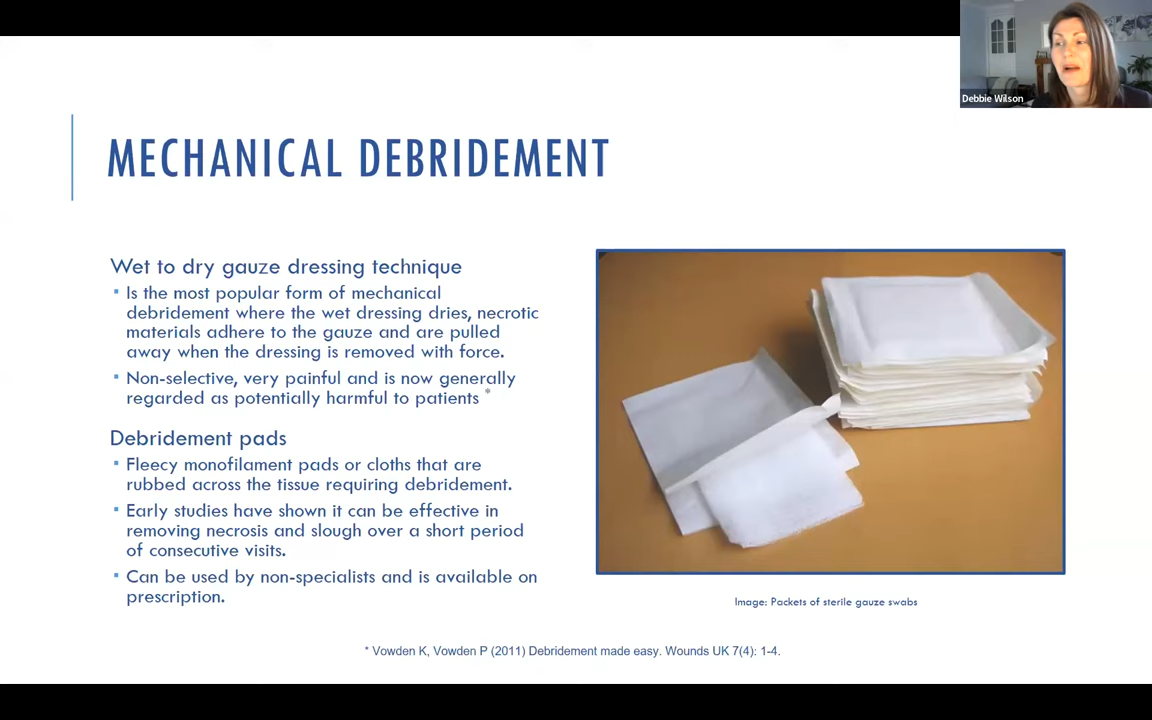 Debbie Wilson
MECHANICAL DEBRIDEMENT
Wet to dry gauze dressing technique
▪ Is the most popular form of mechanical
debridement where the wet dressing dries, necrotic
materials adhere to the gauze and are pulled
away when the dressing is removed with force.
▪ Non-selective, very painful and is now generally
regarded as potentially harmful to patients *
Debridement pads
▪ Fleecy monofilament pads or cloths that are
rubbed across the tissue requiring debridement.
▪ Early studies have shown it can be effective in
removing necrosis and slough over a short period
of consecutive visits.
▪ Can be used by non-specialists and is available on
prescription.
Image: Packets of sterile gauze swabs
* Vowden K, Vowden P (2011) Debridement made easy. Wounds UK 7(4): 1-4.